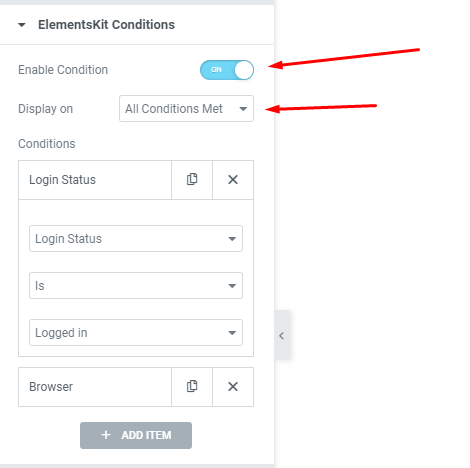 ElementsKit Conditions
Enable Condition ON
Display on All Conditions Met
Conditions
Login Status
Login Status
Is
Logged in
Browser
+ ADD ITEM